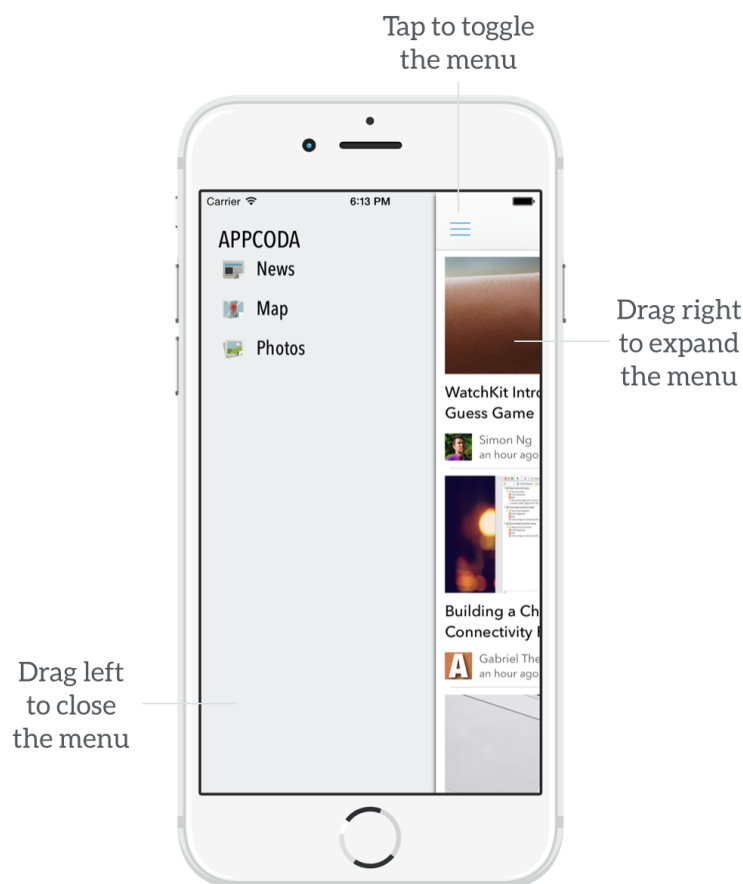 Tap to toggle
the menu
Carrier
6:13 PM
APPCODA
News
Map
Photos
Drag right
to expand
the menu
WatchKit Intro
Guess Game
Simon Ng
an hour ago
Building a Ch
Connectivity
Gabriel The
an hour ago
A
Drag left
to close
the menu